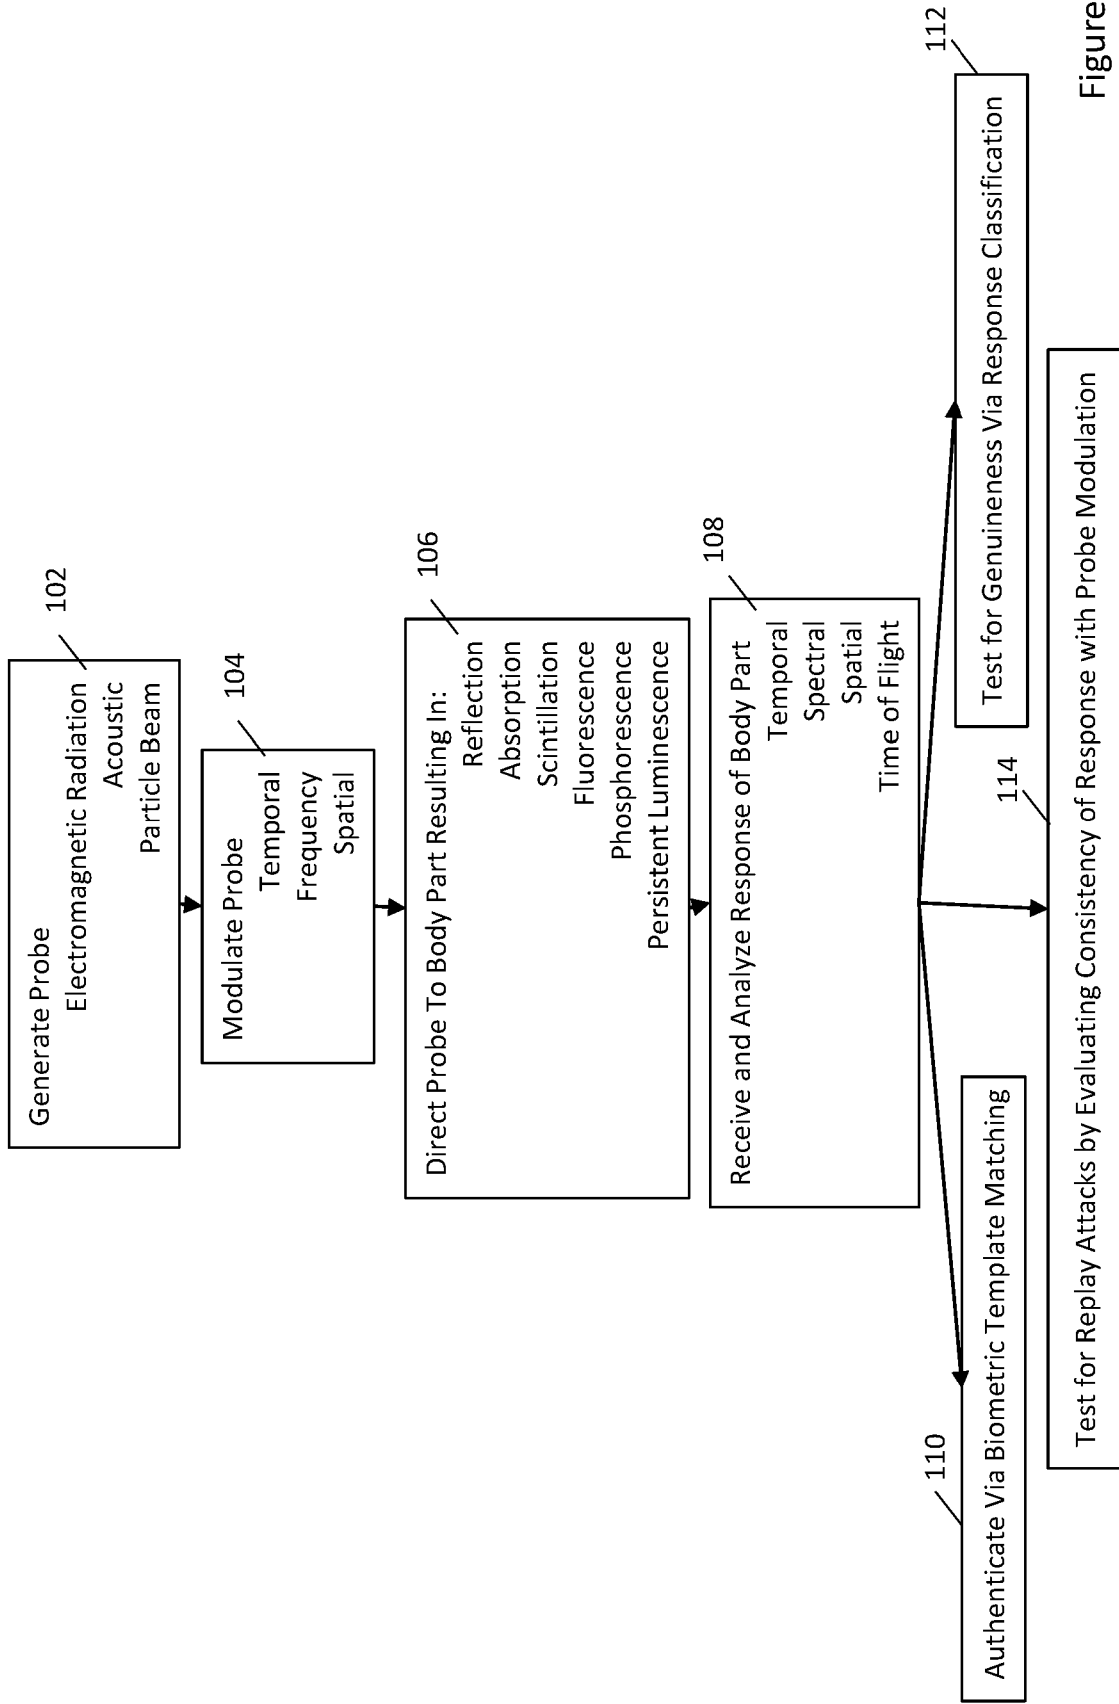 Generate Probe
Electromagnetic Radiation
Acoustic
Particle Beam
102
Modulate Probe
Temporal
Frequency
Spatial
104
Direct Probe To Body Part Resulting In:
Reflection
Absorption
Scintillation
Fluorescence
Phosphorescence
Persistent Luminescence
106
Receive and Analyze Response of Body Part
Temporal
Spectral
Spatial
Time of Flight
108
110
Authenticate Via Biometric Template Matching
112
Test for Genuineness Via Response Classification
114
Test for Replay Attacks by Evaluating Consistency of Response with Probe Modulation
Figure